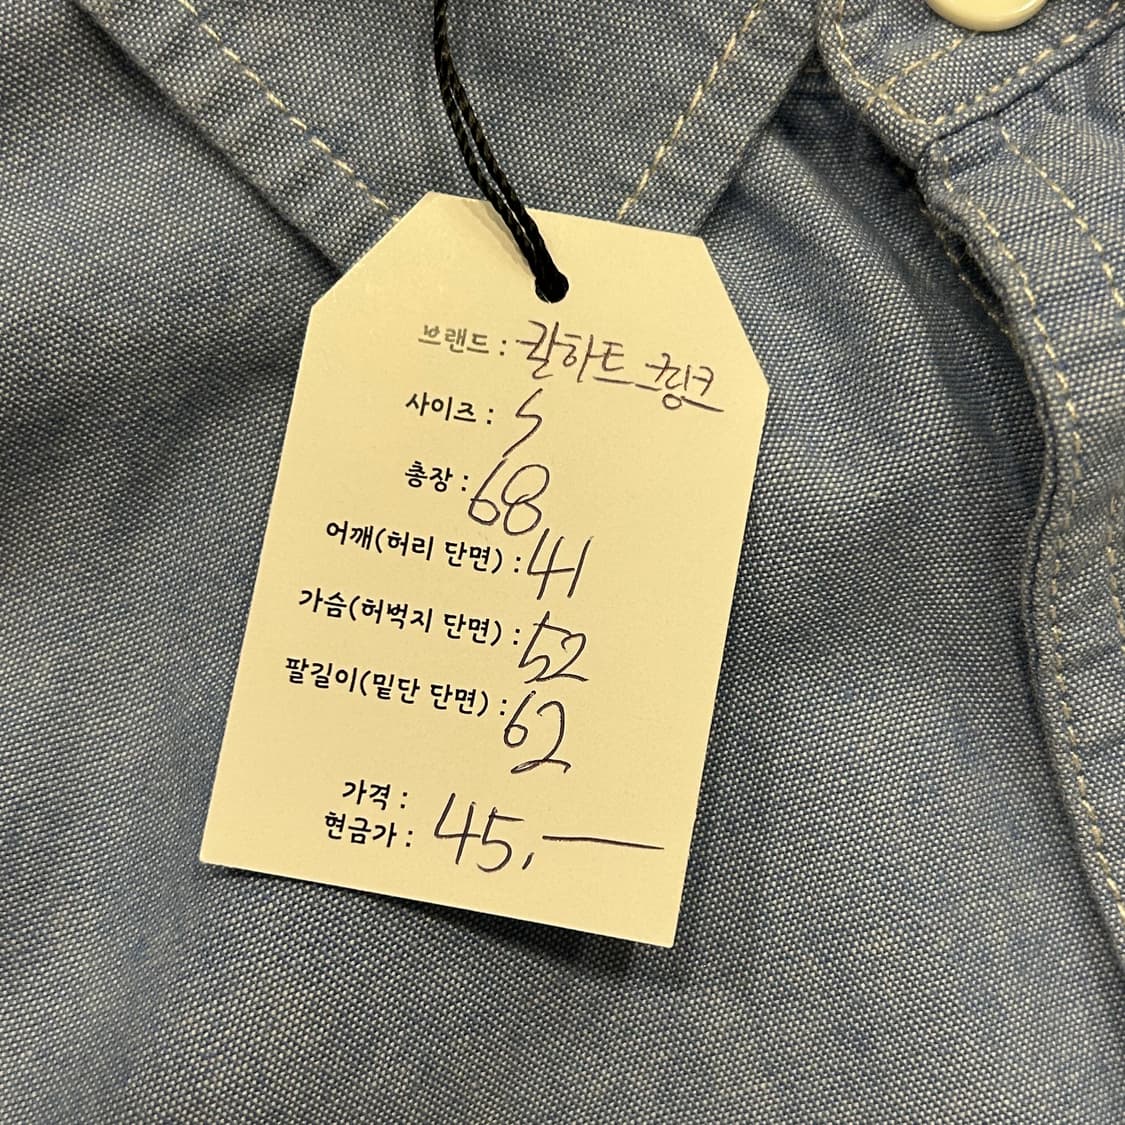 브랜드 : 칼하트 크링크
사이즈 : S
총장 : 68
어깨(허리 단면) : 41
가슴(허벅지 단면) : 52
팔길이(밑단 단면) : 62
가격 :
현금가 : 45,—